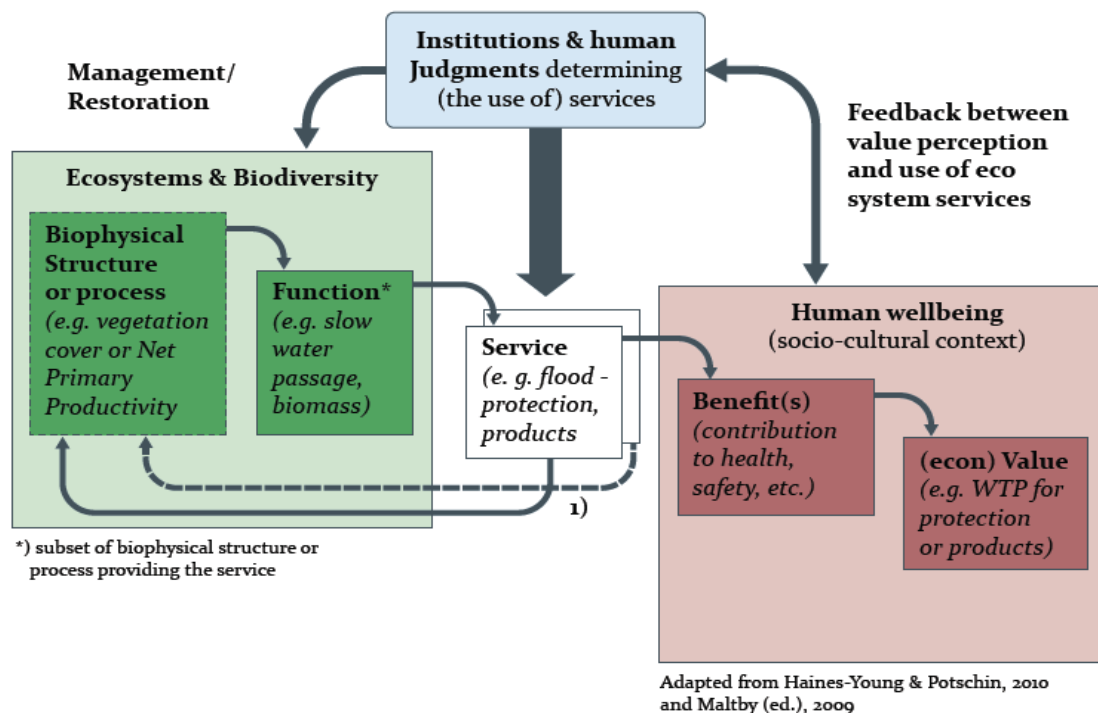 Institutions & human
Judgments determining
(the use of) services
Management/
Restoration
Feedback between
value perception
and use of eco
system services
Ecosystems & Biodiversity
Biophysical
Structure
or process
(e.g. vegetation
cover or Net
Primary
Productivity
Function*
(e.g. slow
water
passage,
biomass)
Service
(e. g. flood -
protection,
products
Human wellbeing
(socio-cultural context)
Benefit(s)
(contribution
to health,
safety, etc.)
(econ) Value
(e.g. WTP for
protection
or products)
1)
*) subset of biophysical structure or
process providing the service
Adapted from Haines-Young & Potschin, 2010
and Maltby (ed.), 2009